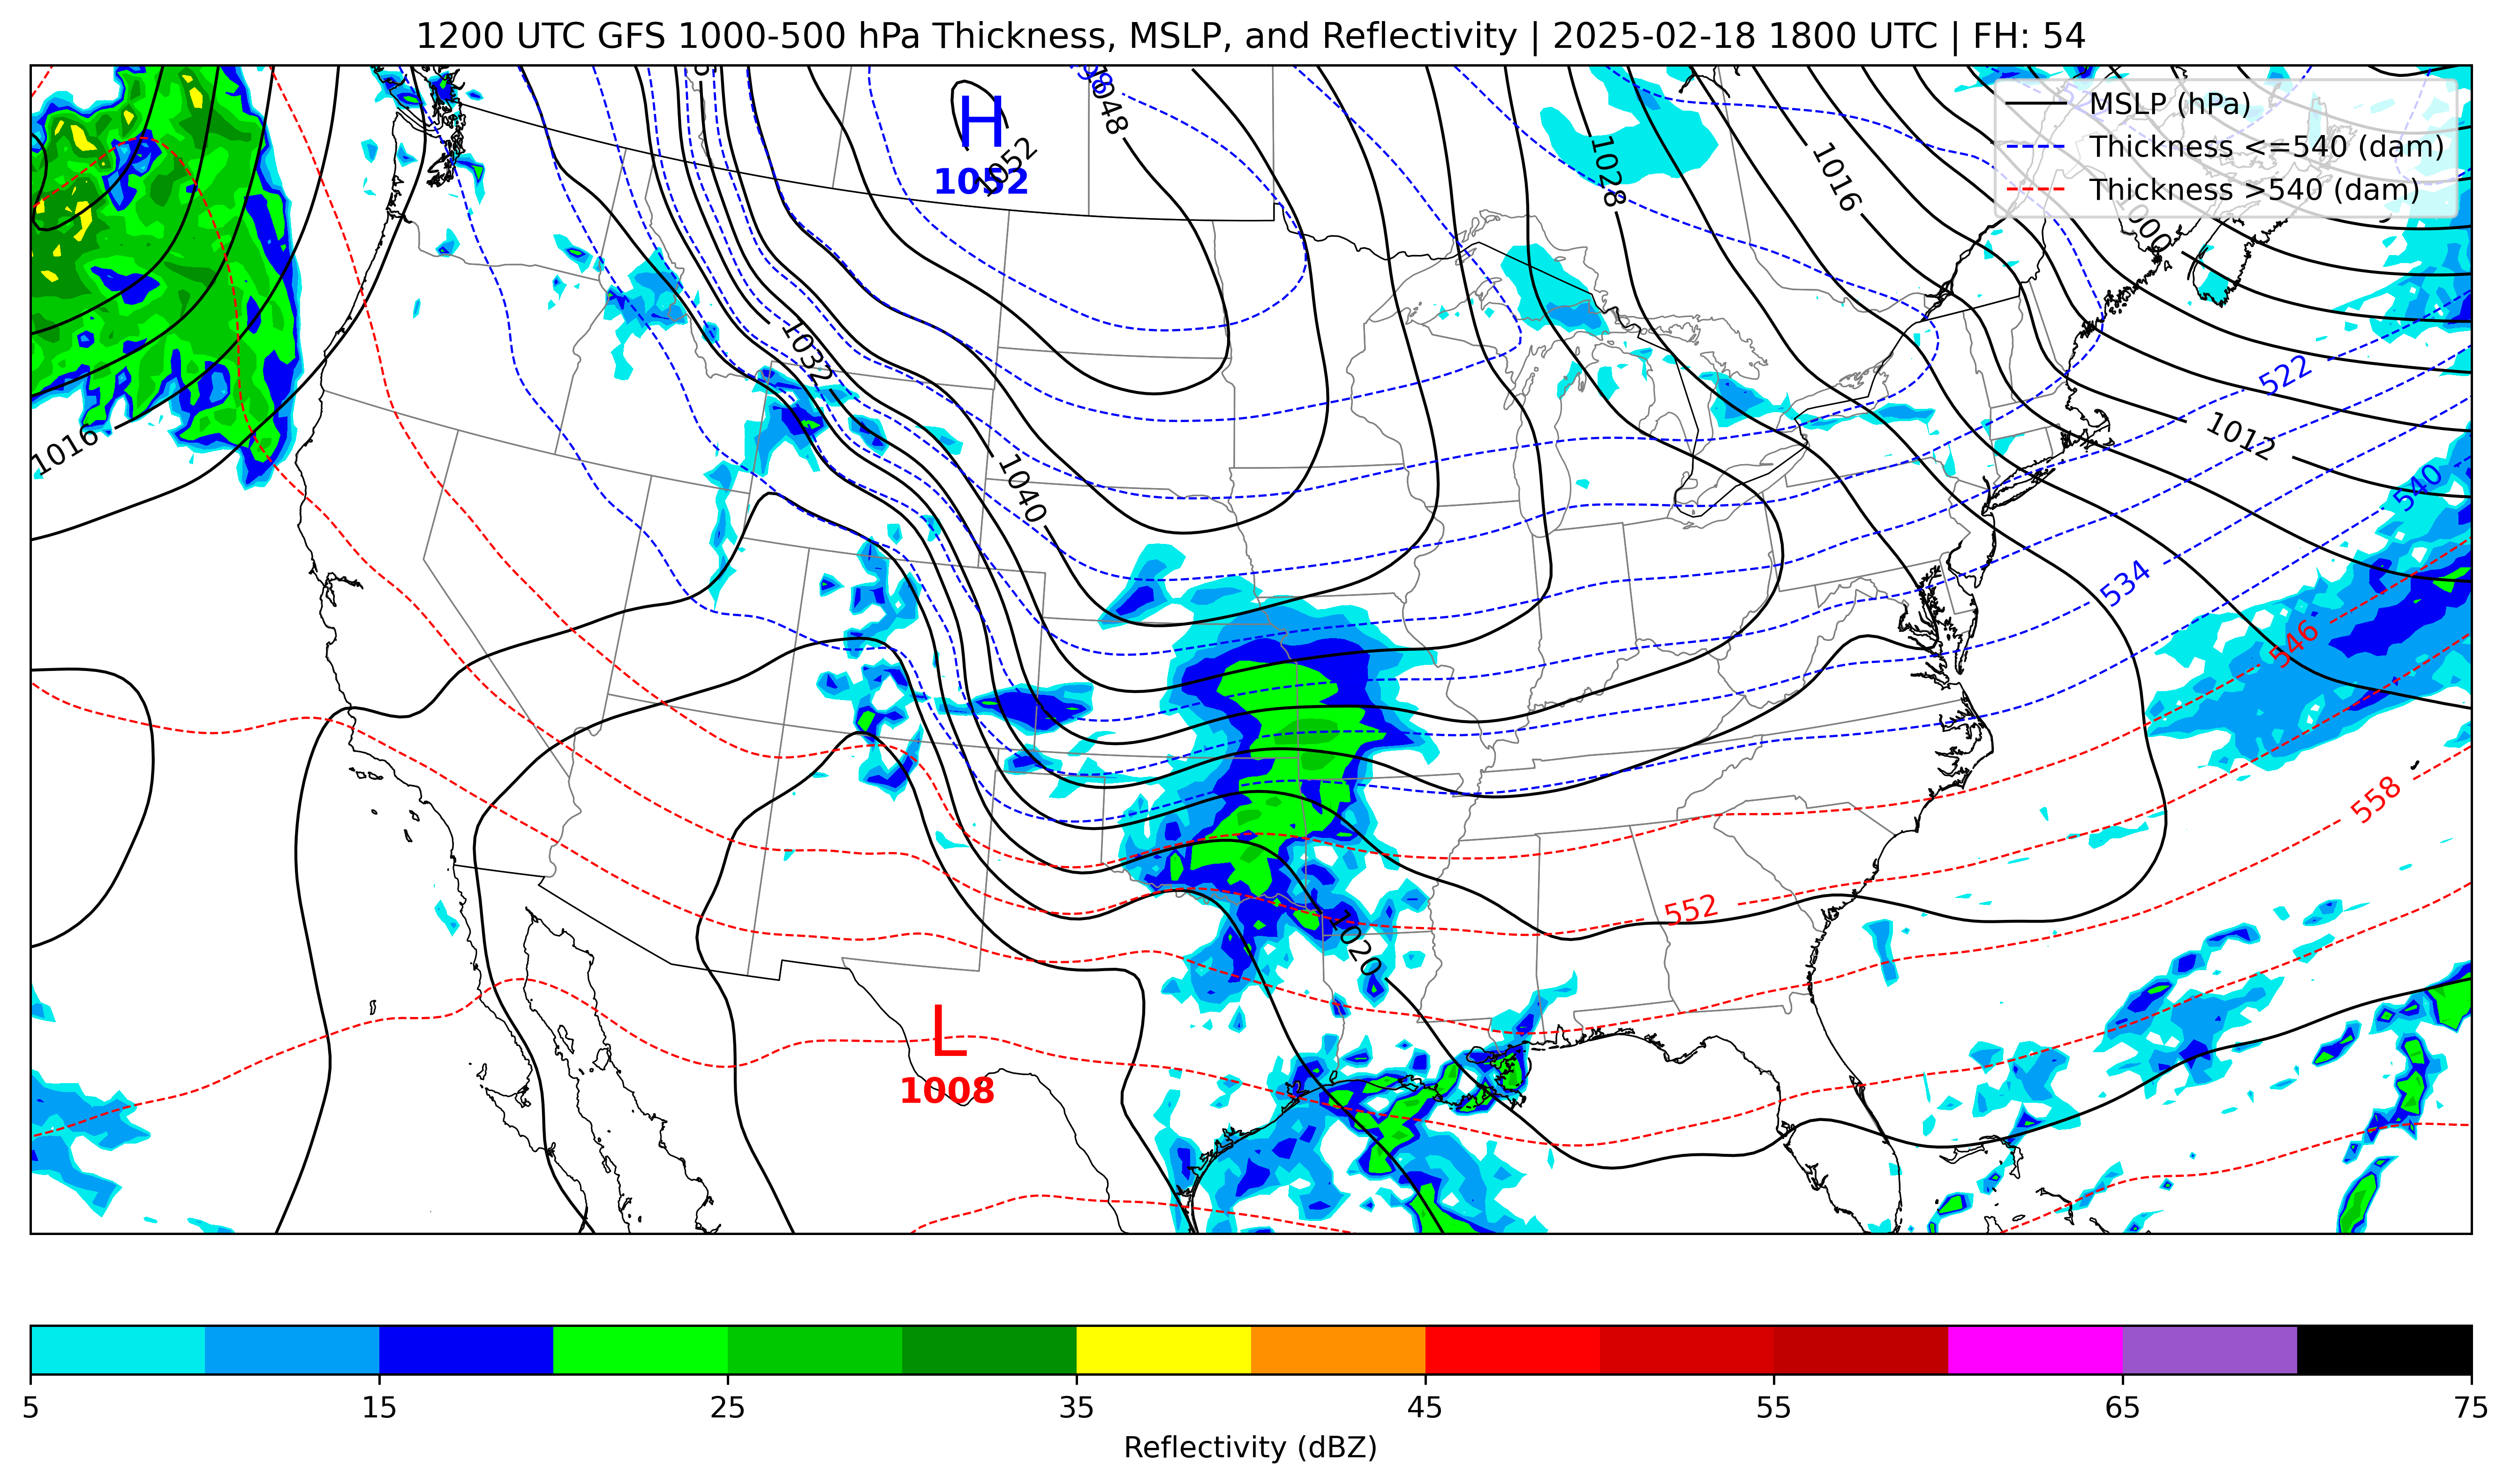 1200 UTC GFS 1000-500 hPa Thickness, MSLP, and Reflectivity | 2025-02-18 1800 UTC | FH: 54
MSLP (hPa)
Thickness <=540 (dam)
Thickness >540 (dam)
H
1052
1052
1048
1028
1016
1000
1032
1040
1016
1012
522
540
534
546
558
552
1020
L
1008
5 15 25 35 45 55 65 75
Reflectivity (dBZ)